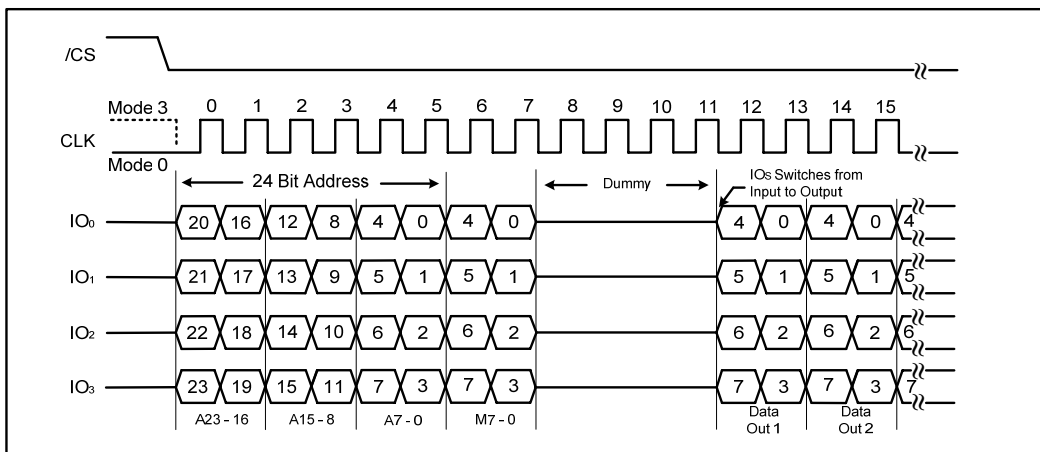 /CS
Mode 3
0 1 2 3 4 5 6 7 8 9 10 11 12 13 14 15
CLK
Mode 0
24 Bit Address
Dummy
IOs Switches from
Input to Output
IO0 20 16 12 8 4 0 4 0 4 0 4 0 4
IO1 21 17 13 9 5 1 5 1 5 1 5 1 5
IO2 22 18 14 10 6 2 6 2 6 2 6 2 6
IO3 23 19 15 11 7 3 7 3 7 3 7 3 7
A23-16 A15-8 A7-0 M7-0
Data
Out 1
Data
Out 2